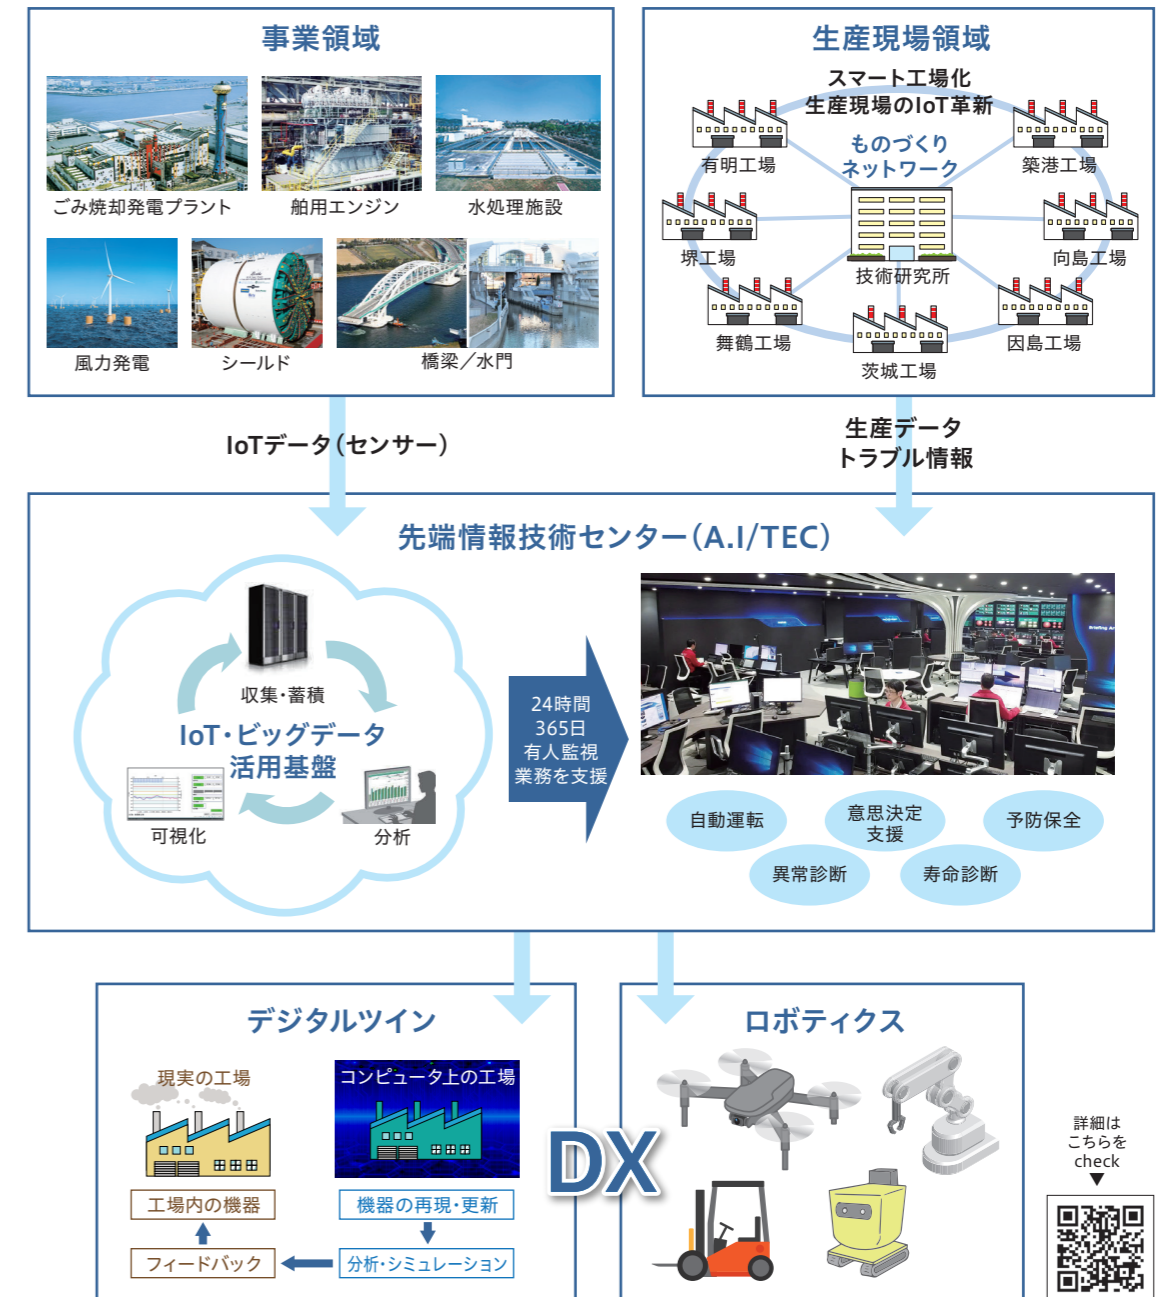 事業領域
ごみ焼却発電プラント
舶用エンジン
水処理施設
風力発電
シールド
橋梁／水門
生産現場領域
スマート工場化
生産現場のIoT革新
ものづくり
ネットワーク
有明工場
築港工場
堺工場
向島工場
技術研究所
舞鶴工場
因島工場
茨城工場
IoTデータ（センサー）
生産データ
トラブル情報
先端情報技術センター（A.I/TEC）
収集・蓄積
IoT・ビッグデータ
活用基盤
可視化
分析
24時間
365日
有人監視
業務を支援
自動運転
意思決定
支援
予防保全
異常診断
寿命診断
デジタルツイン
現実の工場
コンピュータ上の工場
工場内の機器
機器の再現・更新
フィードバック
分析・シミュレーション
DX
ロボティクス
詳細は
こちらを
check
▼